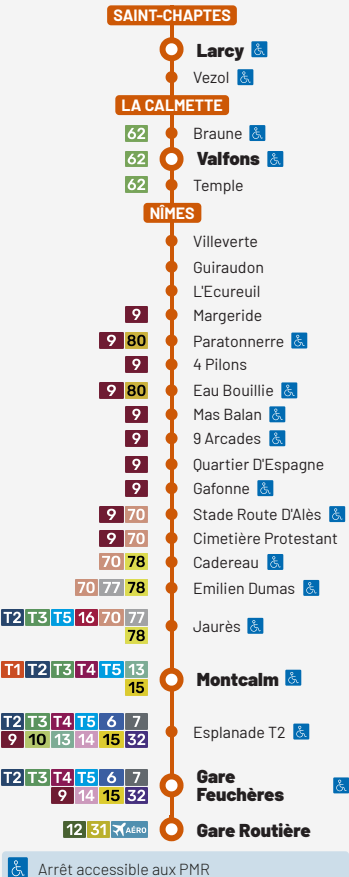 SAINT-CHAPTES
Larcy
Vezol
LA CALMETTE
62 Braune
62 Valfons
62 Temple
NÎMES
Villeverte
Guiraudon
L'Ecureuil
9 Margeride
9 80 Paratonnerre
9 4 Pilons
9 80 Eau Bouillie
9 Mas Balan
9 9 Arcades
9 Quartier D'Espagne
9 Gafonne
9 70 Stade Route D'Alès
9 70 Cimetière Protestant
70 78 Cadereau
70 77 78 Emilien Dumas
T2 T3 T5 16 70 77
78
Jaurès
T1 T2 T3 T4 T5 13
15
Montcalm
T2 T3 T4 T5 6 7
9 10 13 14 15 32
Esplanade T2
T2 T3 T4 T5 6 7
9 14 15 32
Gare
Feuchères
12 31 AÉRO Gare Routière
Arrêt accessible aux PMR